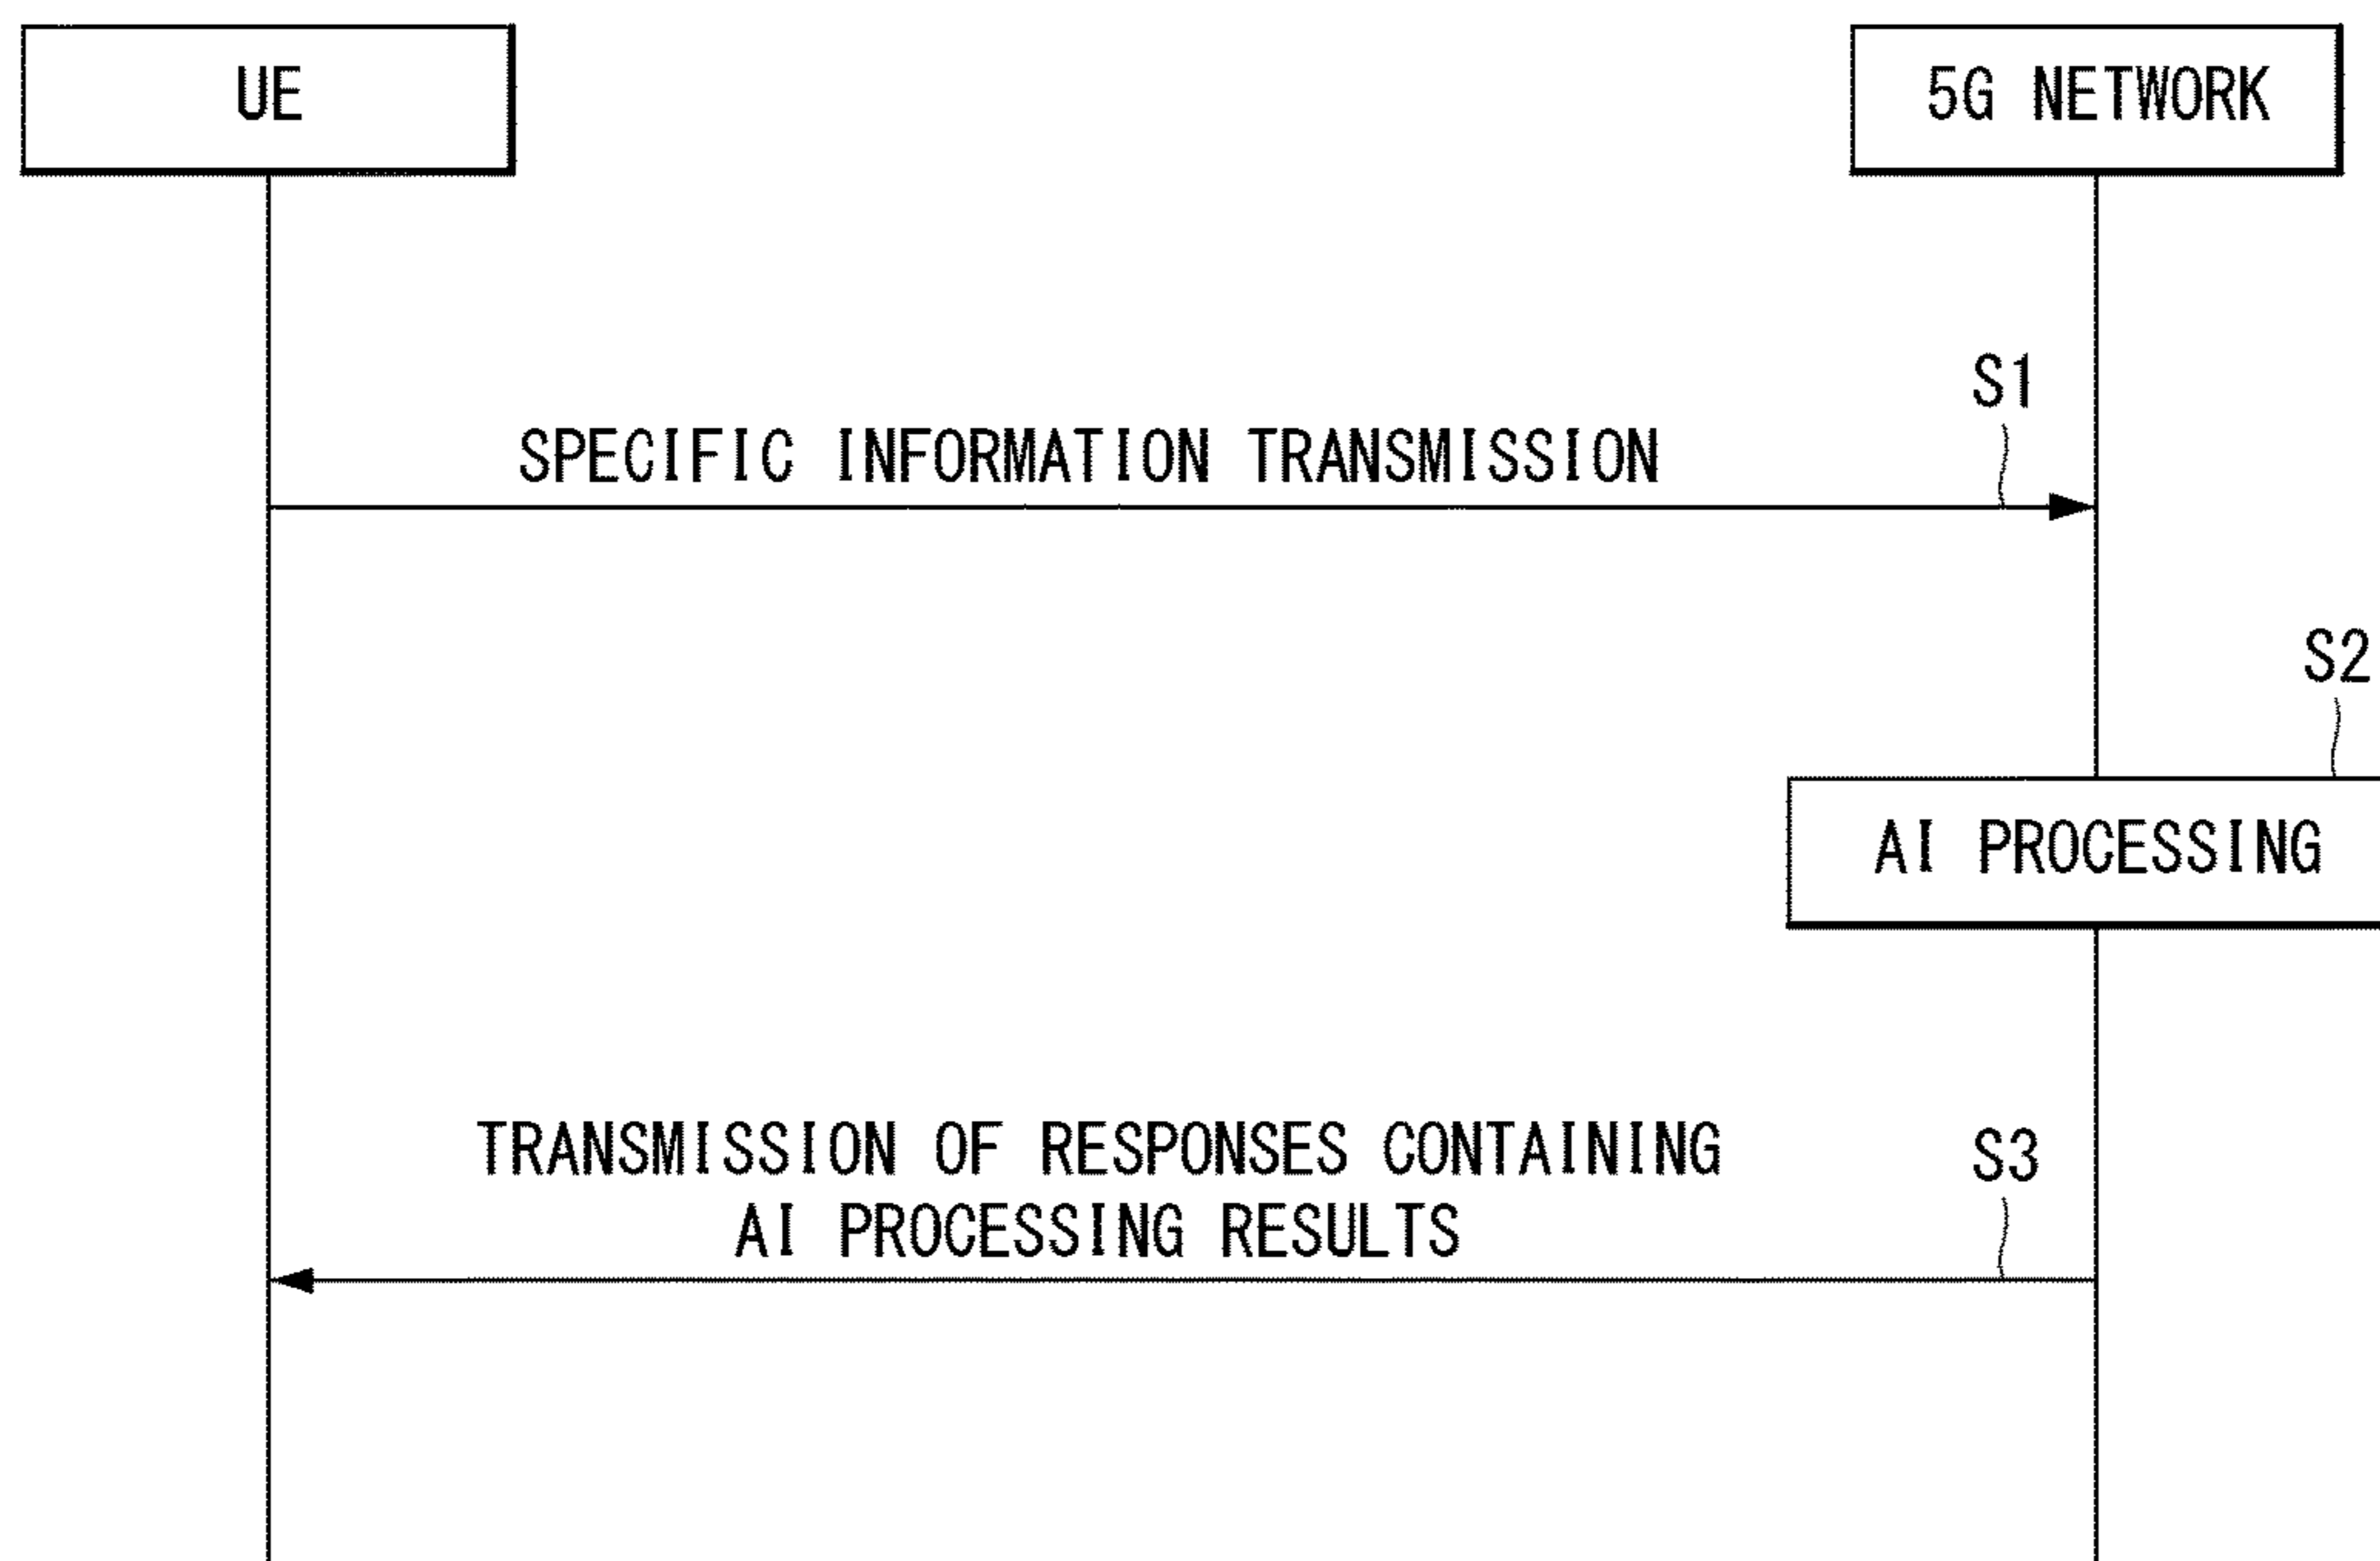 UE
5G NETWORK
S1
SPECIFIC INFORMATION TRANSMISSION
S2
AI PROCESSING
TRANSMISSION OF RESPONSES CONTAINING
AI PROCESSING RESULTS
S3